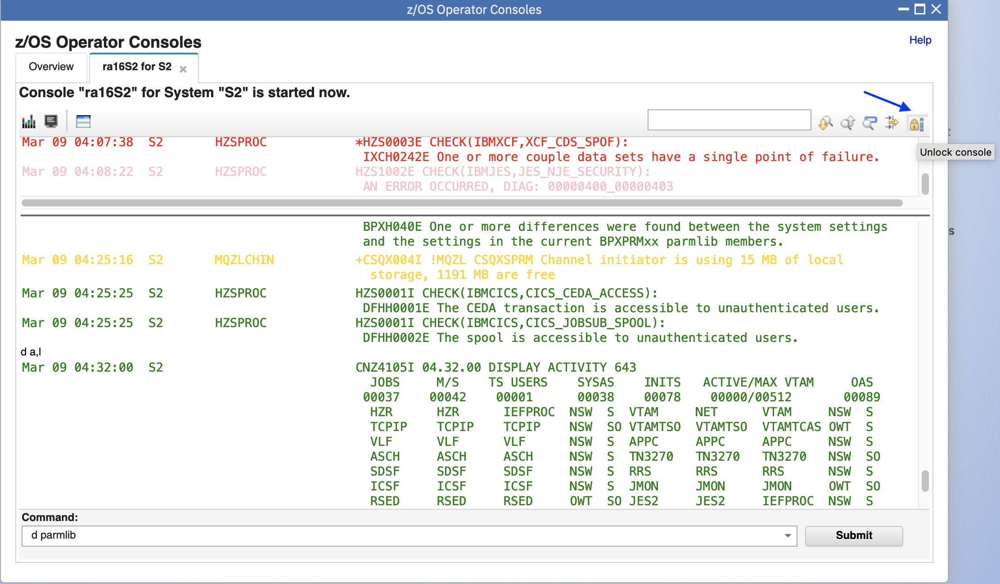 z/OS Operator Consoles
z/OS Operator Consoles
Help
Overview
ra16S2 for S2
Console "ra16S2" for System "S2" is started now.
Unlock console
Mar 09 04:07:38 S2 HZSPROC *HZS0003E CHECK(IBMXCF,XCF_CDS_SPOF):
IXCH0242E One or more couple data sets have a single point of failure.
Mar 09 04:08:22 S2 HZSPROC HZS1002E CHECK(IBMJES,JES_NJE_SECURITY):
AN ERROR OCCURRED, DIAG: 00000400_00000403
BPXH040E One or more differences were found between the system settings
and the settings in the current BPXPRMxx parmlib members.
Mar 09 04:25:16 S2 MQZLCHIN +CSQX004I !MQZL CSQXSPRM Channel initiator is using 15 MB of local
storage, 1191 MB are free
Mar 09 04:25:25 S2 HZSPROC HZS0001I CHECK(IBMCICS,CICS_CEDA_ACCESS):
DFHH0001E The CEDA transaction is accessible to unauthenticated users.
Mar 09 04:25:25 S2 HZSPROC HZS0001I CHECK(IBMCICS,CICS_JOBSUB_SPOOL):
DFHH0002E The spool is accessible to unauthenticated users.
d a,l
Mar 09 04:32:00 S2 CNZ4105I 04.32.00 DISPLAY ACTIVITY 643
JOBS M/S TS USERS SYSAS INITS ACTIVE/MAX VTAM OAS
00037 00042 00001 00038 00078 00000/00512 00089
HZR HZR IEFPROC NSW S VTAM NET VTAM NSW S
TCPIP TCPIP TCPIP NSW SO VTAMTSO VTAMTSO VTAMTCAS OWT S
VLF VLF VLF NSW S APPC APPC APPC NSW S
ASCH ASCH ASCH NSW S TN3270 TN3270 TN3270 NSW SO
SDSF SDSF SDSF NSW S RRS RRS RRS NSW S
ICSF ICSF ICSF NSW S JMON JMON JMON OWT SO
RSED RSED RSED OWT SO JES2 JES2 IEFPROC NSW S
Command:
d parmlib
Submit